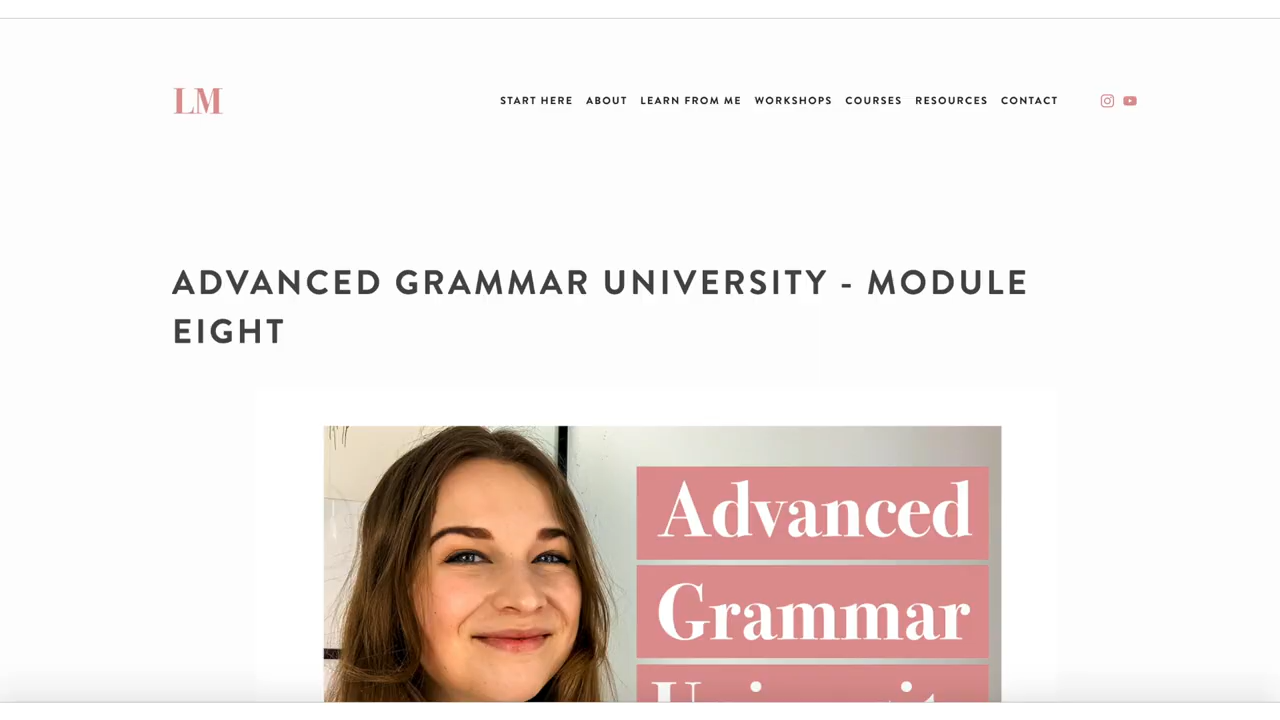 LM
START HERE ABOUT LEARN FROM ME WORKSHOPS COURSES RESOURCES CONTACT
ADVANCED GRAMMAR UNIVERSITY - MODULE
EIGHT
Advanced
Grammar